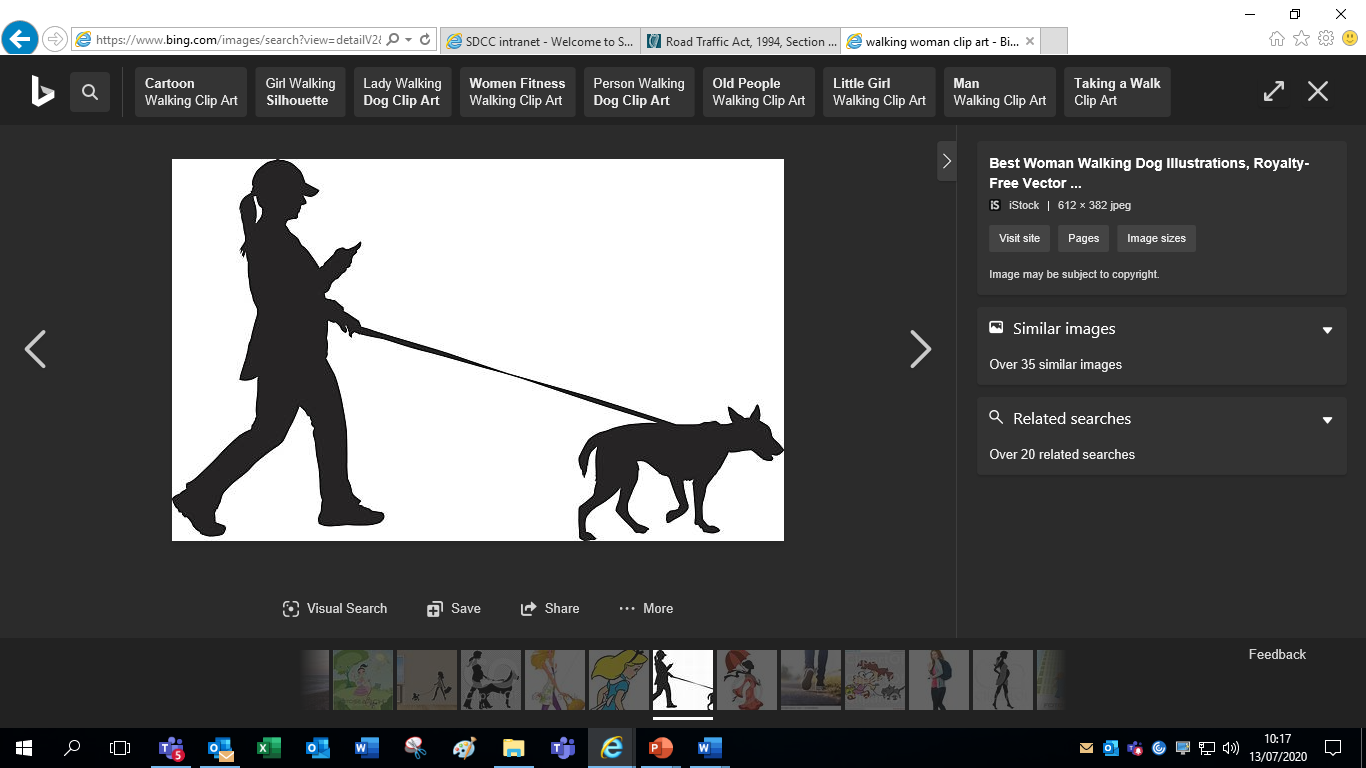 https://www.bing.com/images/search?view=detailV2&
SDCC intranet - Welcome to S...
Road Traffic Act, 1994, Section ...
walking woman clip art - Bi...
Cartoon
Walking Clip Art
Girl Walking
Silhouette
Lady Walking
Dog Clip Art
Women Fitness
Walking Clip Art
Person Walking
Dog Clip Art
Old People
Walking Clip Art
Little Girl
Walking Clip Art
Man
Walking Clip Art
Taking a Walk
Clip Art
Best Woman Walking Dog Illustrations, Royalty-
Free Vector ...
iS iStock | 612 × 382 jpeg
Visit site
Pages
Image sizes
Image may be subject to copyright.
Similar images
Over 35 similar images
Related searches
Over 20 related searches
Visual Search
Save
Share
More
Feedback
5
10:17
13/07/2020